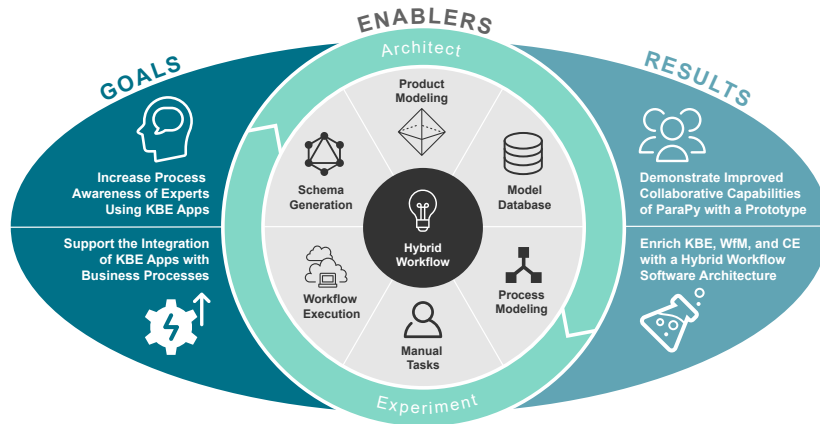 ENABLERS
Architect
GOALS
RESULTS
Product
Modeling
Schema
Generation
Model
Database
Increase Process
Awareness of Experts
Using KBE Apps
Demonstrate Improved
Collaborative Capabilities
of ParaPy with a Prototype
Hybrid
Workflow
Support the Integration
of KBE Apps with
Business Processes
Enrich KBE, WfM, and CE
with a Hybrid Workflow
Software Architecture
Workflow
Execution
Process
Modeling
Manual
Tasks
Experiment